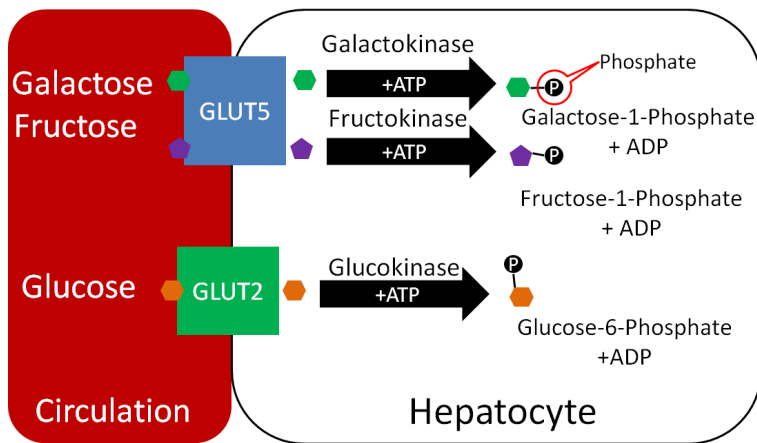 Galactose
Fructose
GLUT5
Galactokinase
+ATP
Fructokinase
+ATP
P
Phosphate
Galactose-1-Phosphate
+ ADP
P
Fructose-1-Phosphate
+ ADP
Glucose
GLUT2
Glucokinase
+ATP
P
Glucose-6-Phosphate
+ADP
Circulation
Hepatocyte